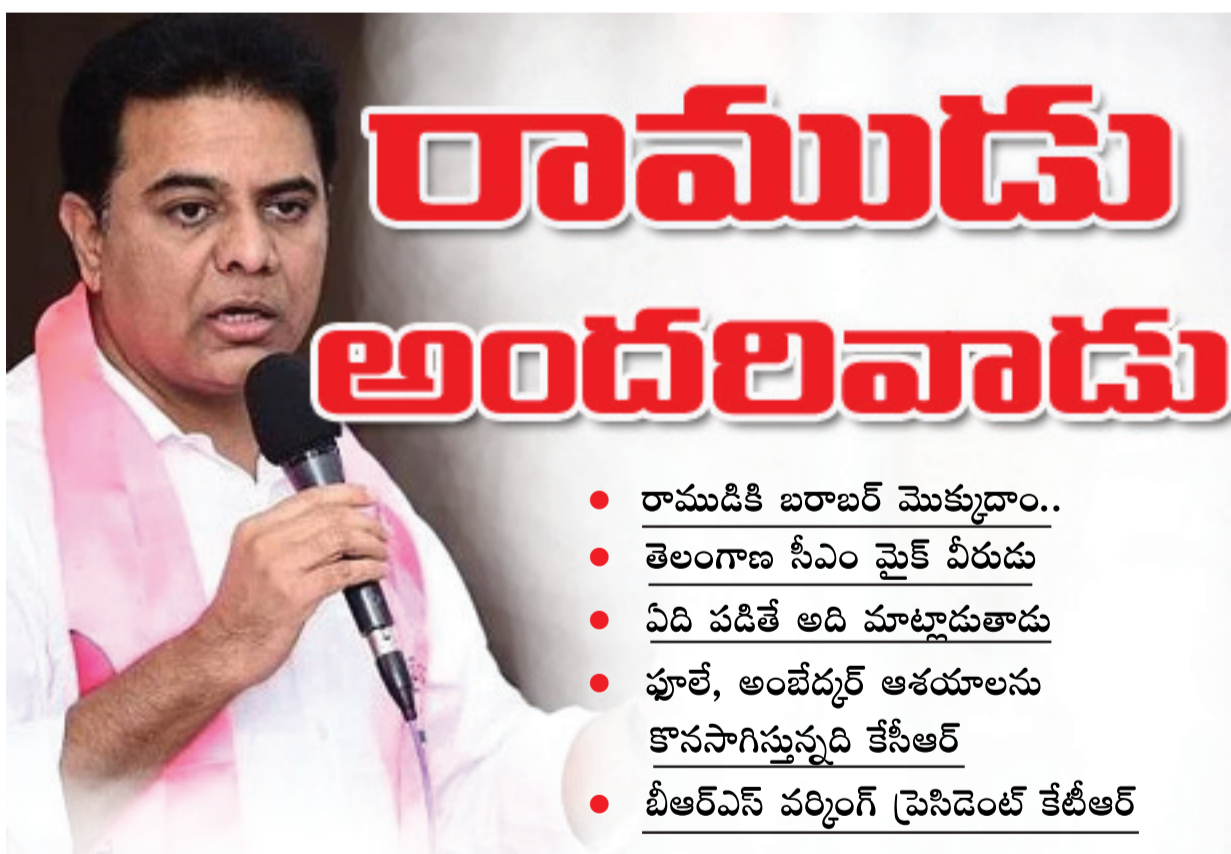 రాముడు
అందరివాడు
• రాముడికి బరాబర్ మొక్కుదాం..
• తెలంగాణ సీఎం మైక్ వీరుడు
• ఏది పడితే అది మాట్లాడుతాడు
• ఫూలే, అంబేద్కర్ ఆశయాలను
కొనసాగిస్తున్నది కేసీఆర్
• బీఆర్ఎస్ వర్కింగ్ ప్రెసిడెంట్ కేటీఆర్